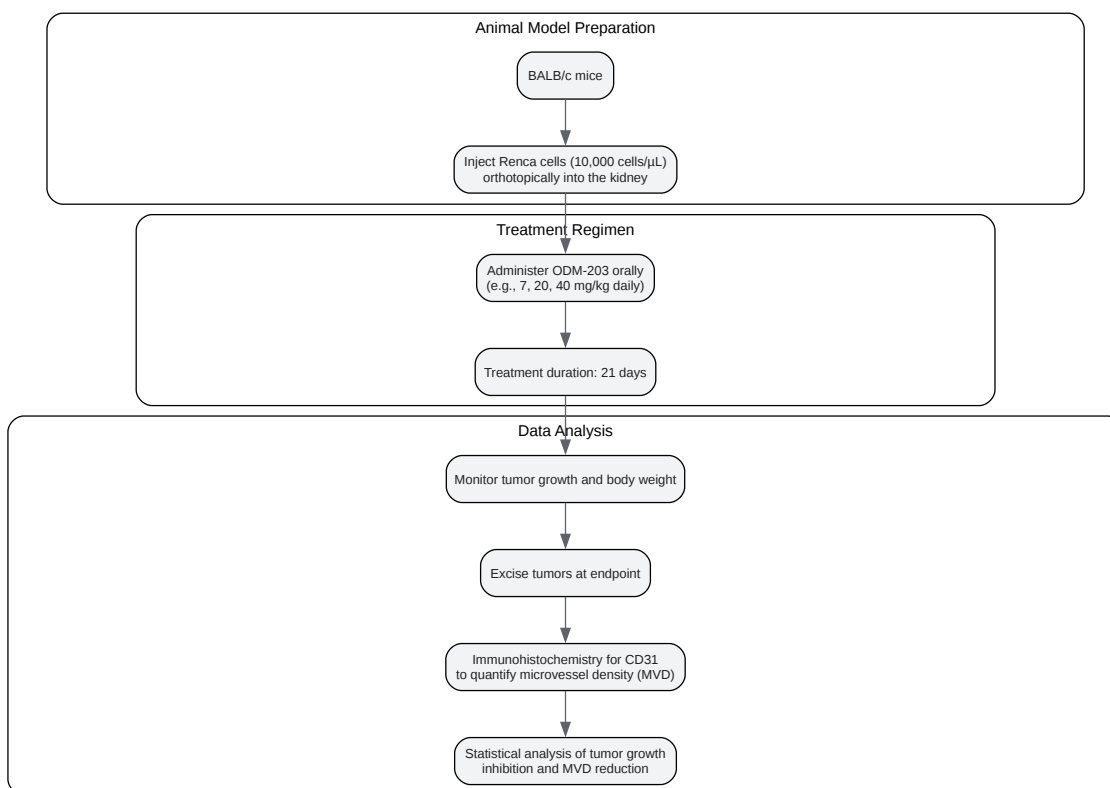 Animal Model Preparation
BALB/c mice
Inject Renca cells (10,000 cells/µL)
orthotopically into the kidney
Treatment Regimen
Administer ODM-203 orally
(e.g., 7, 20, 40 mg/kg daily)
Treatment duration: 21 days
Data Analysis
Monitor tumor growth and body weight
Excise tumors at endpoint
Immunohistochemistry for CD31
to quantify microvessel density (MVD)
Statistical analysis of tumor growth
inhibition and MVD reduction